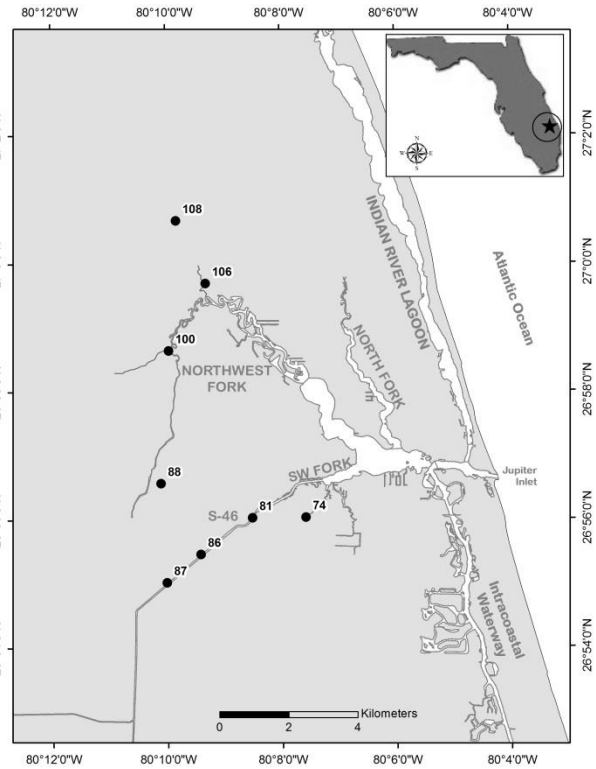 80°12'0"W 80°10'0"W 80°8'0"W 80°6'0"W 80°4'0"W
N
W E
S
27°2'0"N
108
INDIAN RIVER LAGOON
Atlantic Ocean
106
27°0'0"N
100
NORTHWEST
FORK
NORTH FORK
26°58'0"N
88
SW FORK
Jupiter
Inlet
S-46
81
74
26°56'0"N
86
87
Intracoastal
Waterway
26°54'0"N
Kilometers
0 2 4
80°12'0"W 80°10'0"W 80°8'0"W 80°6'0"W 80°4'0"W